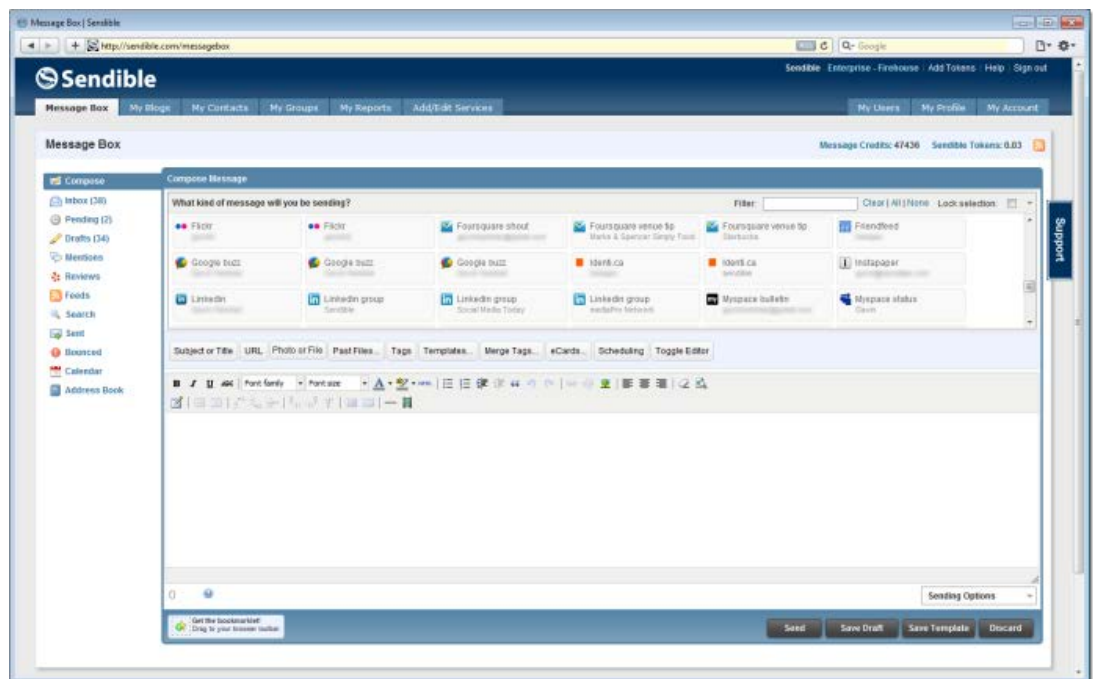 Message Box | Sendible
http://sendible.com/messagebox
Google
Sendible
Sendible Enterprise - Firehouse | Add Tokens | Help | Sign out
Message Box My Blogs My Contacts My Groups My Reports Add/Edit Services My Users My Profile My Account
Message Box
Message Credits: 47436 Sendible Tokens: 0.03
Compose
Inbox (38)
Pending (2)
Drafts (34)
Mentions
Reviews
Feeds
Search
Sent
Bounced
Calendar
Address Book
Compose Message
What kind of message will you be sending? Filter: Clear | All | None Lock selection:
Flickr Flickr Foursquare shout Foursquare venue tip Foursquare venue tip Friendfeed
Marks & Spencer Simply Food Starbucks
Google buzz Google buzz Google buzz Identi.ca Identi.ca Instapaper
sendible
LinkedIn LinkedIn group LinkedIn group LinkedIn group Myspace bulletin Myspace status
Sendible Social Media Today mediaPro Network Gavin
Subject or Title URL Photo or File Past Files... Tags Templates... Merge Tags... eCards... Scheduling Toggle Editor
B I U ABC Font family Font size A HTML
0
Sending Options
Get the bookmarklet!
Drag to your browser toolbar
Send Save Draft Save Template Discard
Support